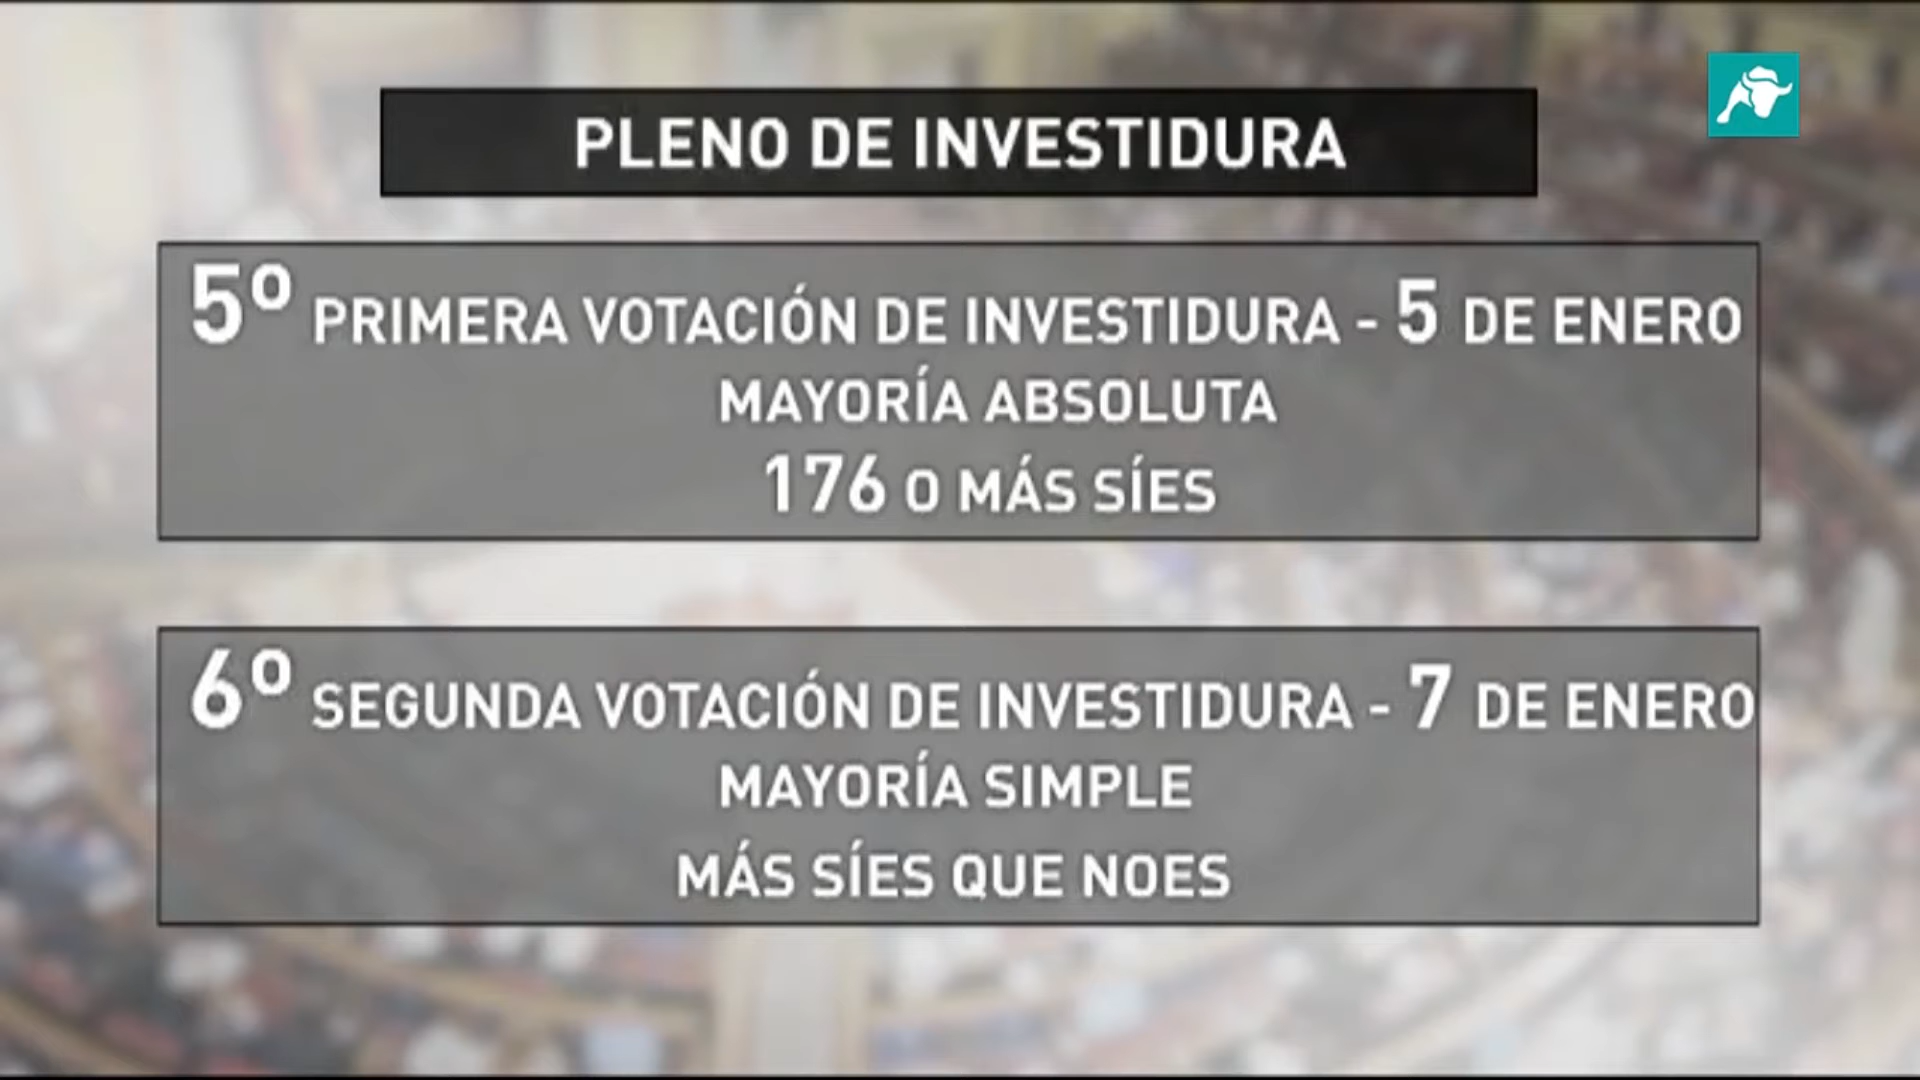 PLENO DE INVESTIDURA
5º PRIMERA VOTACIÓN DE INVESTIDURA - 5 DE ENERO
MAYORÍA ABSOLUTA
176 O MÁS SÍES
6º SEGUNDA VOTACIÓN DE INVESTIDURA - 7 DE ENERO
MAYORÍA SIMPLE
MÁS SÍES QUE NOES